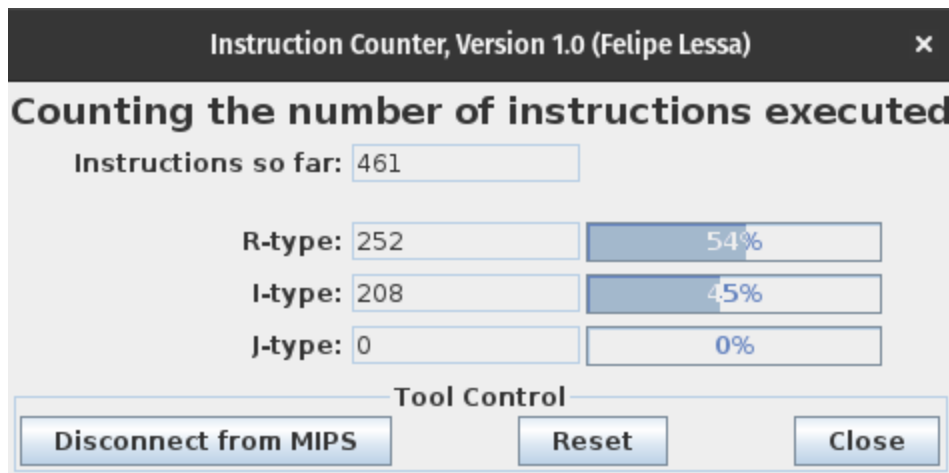 Instruction Counter, Version 1.0 (Felipe Lessa) ×
Counting the number of instructions executed
Instructions so far: 461
R-type: 252 54%
I-type: 208 45%
J-type: 0 0%
Tool Control
Disconnect from MIPS Reset Close